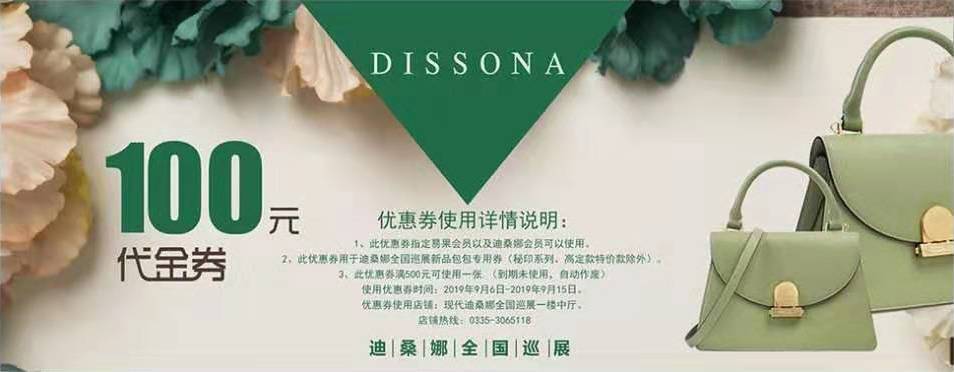 DISSONA
100元
代金券
优惠券使用详情说明：
1、此优惠券指定易果会员以及迪桑娜会员可以使用。
2、此优惠券用于迪桑娜全国巡展新品包包专用券（秘印系列、高定款特价款除外）。
3、此优惠券满500元可使用一张 （到期未使用，自动作废）
使用优惠券时间：2019年9月6日-2019年9月15日。
优惠券使用店铺：现代迪桑娜全国巡展一楼中厅。
店铺热线：0335-3065118
迪|桑|娜|全|国|巡|展